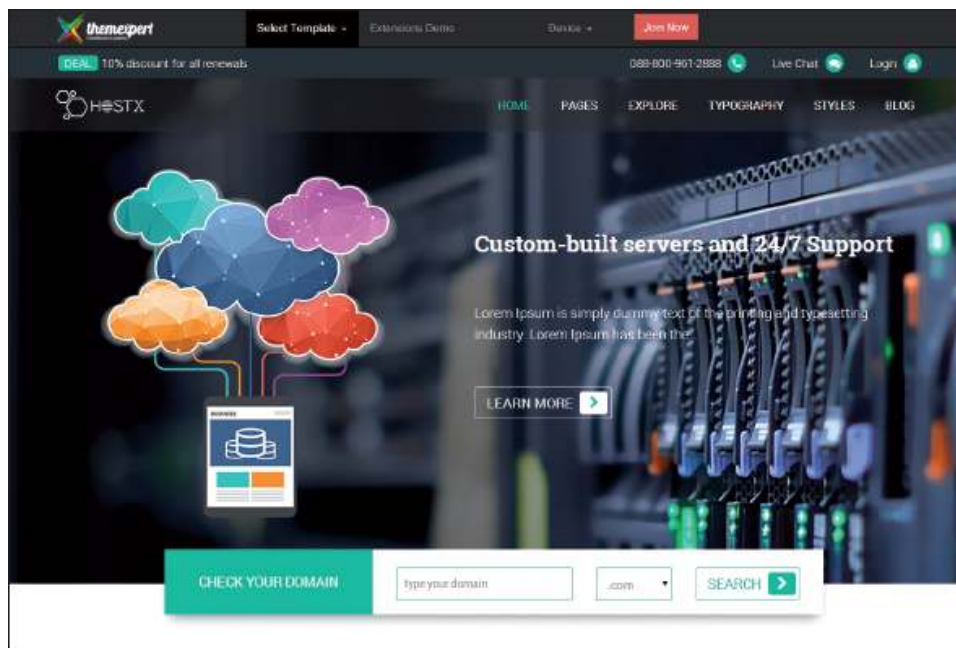 themexpert
Select Template
Extensions Demo
Device
Join Now
DEAL 10% discount for all renewals
088-800-961-2888
Live Chat
Login
HOSTX
HOME PAGES EXPLORE TYPOGRAPHY STYLES BLOG
Custom-built servers and 24/7 Support
Lorem Ipsum is simply dummy text of the printing and typesetting
industry. Lorem Ipsum has been the
LEARN MORE
CHECK YOUR DOMAIN
type your domain
.com
SEARCH